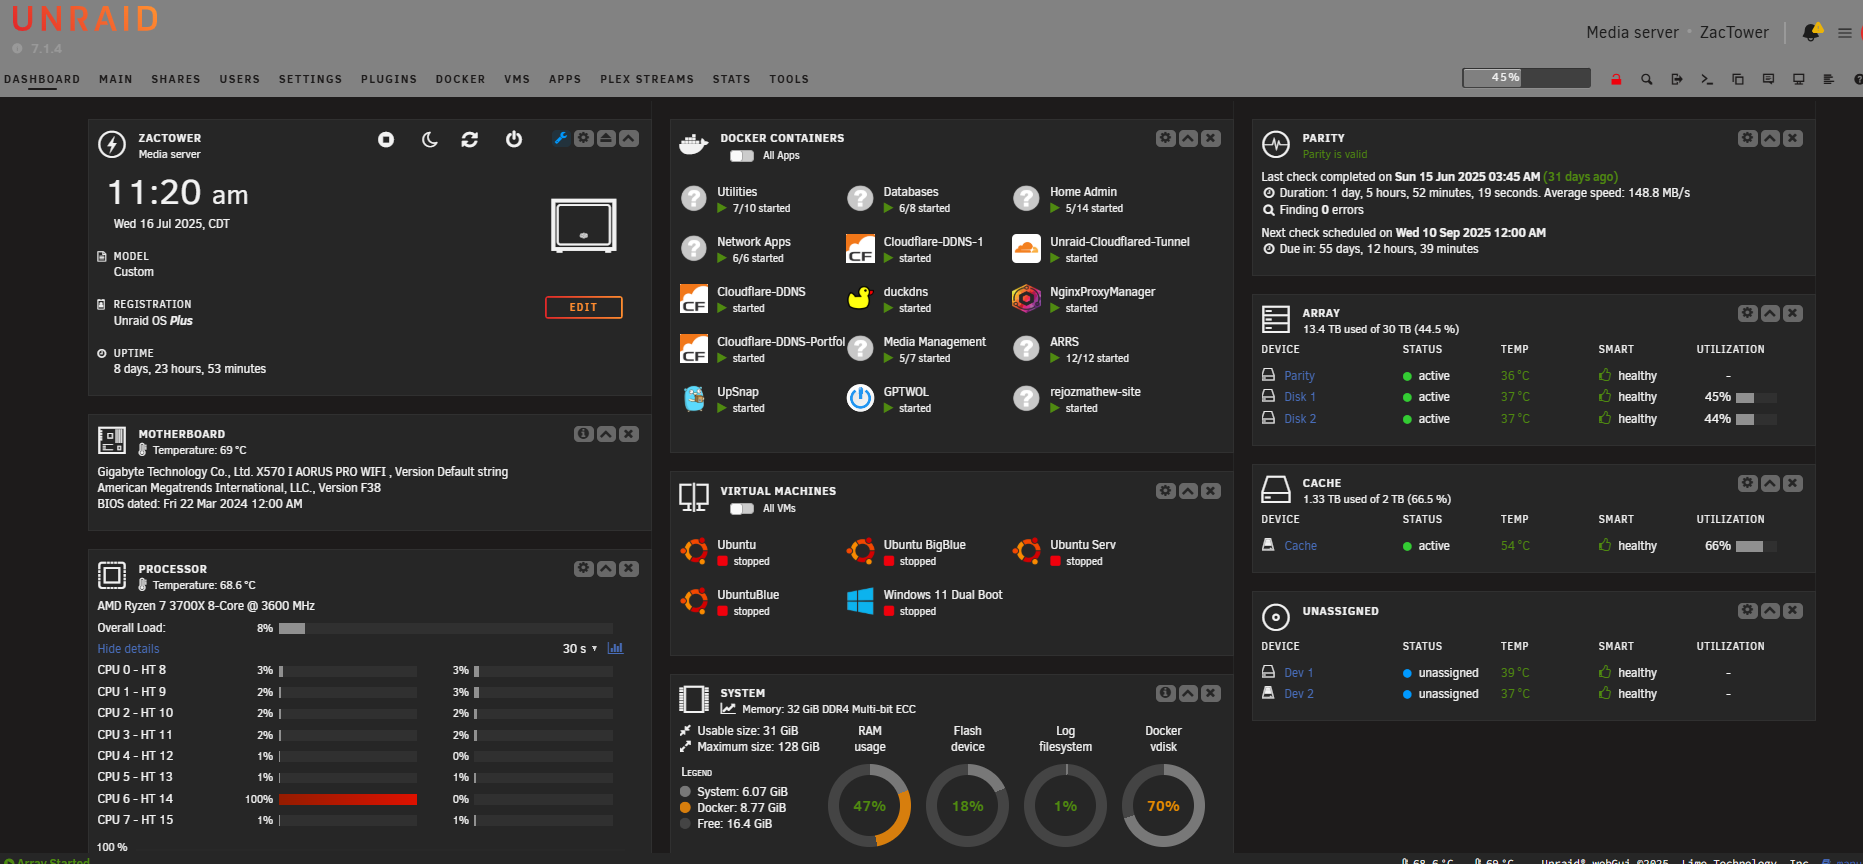 UNRAID
7.1.4
Media server • ZacTower
DASHBOARD MAIN SHARES USERS SETTINGS PLUGINS DOCKER VMS APPS PLEX STREAMS STATS TOOLS
45%
ZACTOWER
Media server
11:20 am
Wed 16 Jul 2025, CDT
MODEL
Custom
REGISTRATION
Unraid OS Plus
EDIT
UPTIME
8 days, 23 hours, 53 minutes
MOTHERBOARD
Temperature: 69 °C
Gigabyte Technology Co., Ltd. X570 I AORUS PRO WIFI , Version Default string
American Megatrends International, LLC., Version F38
BIOS dated: Fri 22 Mar 2024 12:00 AM
PROCESSOR
Temperature: 68.6 °C
AMD Ryzen 7 3700X 8-Core @ 3600 MHz
Overall Load: 8%
Hide details 30 s
CPU 0 - HT 8 3% 3%
CPU 1 - HT 9 2% 3%
CPU 2 - HT 10 2% 2%
CPU 3 - HT 11 2% 2%
CPU 4 - HT 12 1% 0%
CPU 5 - HT 13 1% 1%
CPU 6 - HT 14 100% 0%
CPU 7 - HT 15 1% 1%
100 %
DOCKER CONTAINERS
All Apps
Utilities
7/10 started
Databases
6/8 started
Home Admin
5/14 started
Network Apps
6/6 started
CF
Cloudflare-DDNS-1
started
Unraid-Cloudflared-Tunnel
started
CF
Cloudflare-DDNS
started
duckdns
started
NginxProxyManager
started
CF
Cloudflare-DDNS-Portfol
started
Media Management
5/7 started
ARRS
12/12 started
UpSnap
started
GPTWOL
started
rejozmathew-site
started
VIRTUAL MACHINES
All VMs
Ubuntu
stopped
Ubuntu BigBlue
stopped
Ubuntu Serv
stopped
UbuntuBlue
stopped
Windows 11 Dual Boot
stopped
SYSTEM
Memory: 32 GiB DDR4 Multi-bit ECC
Usable size: 31 GiB
Maximum size: 128 GiB
LEGEND
System: 6.07 GiB
Docker: 8.77 GiB
Free: 16.4 GiB
RAM
usage
47%
Flash
device
18%
Log
filesystem
1%
Docker
vdisk
70%
PARITY
Parity is valid
Last check completed on Sun 15 Jun 2025 03:45 AM (31 days ago)
Duration: 1 day, 5 hours, 52 minutes, 19 seconds. Average speed: 148.8 MB/s
Finding 0 errors
Next check scheduled on Wed 10 Sep 2025 12:00 AM
Due in: 55 days, 12 hours, 39 minutes
ARRAY
13.4 TB used of 30 TB (44.5 %)
DEVICE STATUS TEMP SMART UTILIZATION
Parity active 36 °C healthy -
Disk 1 active 37 °C healthy 45%
Disk 2 active 37 °C healthy 44%
CACHE
1.33 TB used of 2 TB (66.5 %)
DEVICE STATUS TEMP SMART UTILIZATION
Cache active 54 °C healthy 66%
UNASSIGNED
DEVICE STATUS TEMP SMART UTILIZATION
Dev 1 unassigned 39 °C healthy -
Dev 2 unassigned 37 °C healthy -
Array Started
68.6 °C 69 °C Unraid® webGui ©2025, Lime Technology, Inc.